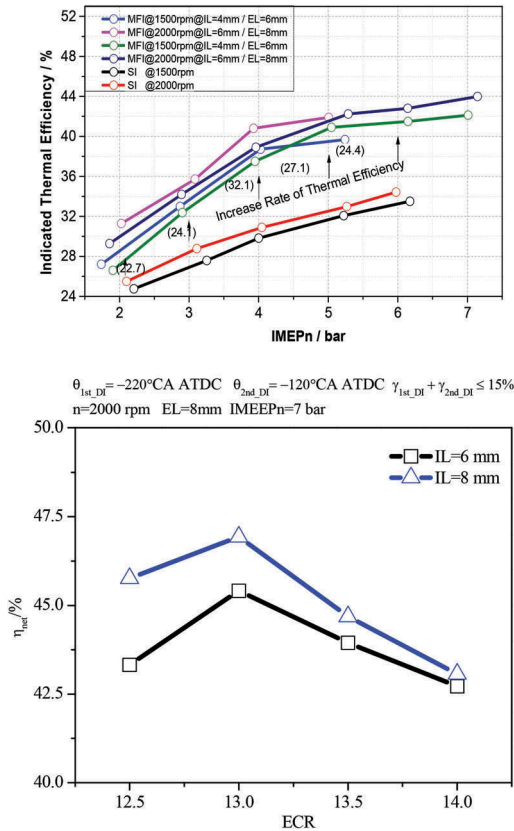 52
48
44
40
36
32
28
24
Indicated Thermal Efficiency / %
MFI@1500rpm@IL=4mm / EL=6mm
MFI@2000rpm@IL=6mm / EL=8mm
MFI@1500rpm@IL=4mm / EL=6mm
MFI@2000rpm@IL=6mm / EL=8mm
SI @1500rpm
SI @2000rpm
(24.4)
(27.1)
(32.1)
(24.1)
(22.7)
Increase Rate of Thermal Efficiency
2 3 4 5 6 7
IMEPn / bar
θ1st_DI= −220°CA ATDC θ2nd_DI= −120°CA ATDC γ1st_DI + γ2nd_DI ≤ 15%
n=2000 rpm EL=8mm IMEEPn=7 bar
50.0
47.5
45.0
42.5
40.0
ηnet/%
IL=6 mm
IL=8 mm
12.5 13.0 13.5 14.0
ECR